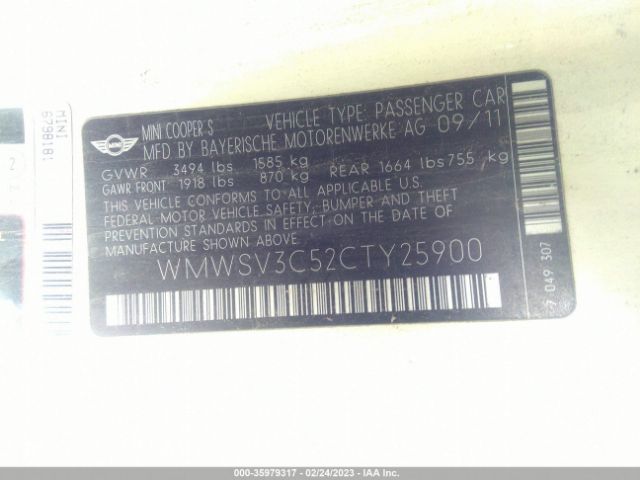 MINI COOPER S VEHICLE TYPE: PASSENGER CAR
MFD BY BAYERISCHE MOTORENWERKE AG 09/11
GVWR 3494 lbs 1585 kg
GAWR FRONT 1918 lbs 870 kg REAR 1664 lbs 755 kg
THIS VEHICLE CONFORMS TO ALL APPLICABLE U.S.
FEDERAL MOTOR VEHICLE SAFETY, BUMPER AND THEFT
PREVENTION STANDARDS IN EFFECT ON THE DATE OF
MANUFACTURE SHOWN ABOVE.
WMWSV3C52CTY25900
7 049 307
MINI
MINI
6798181
000-35979317 - 02/24/2023 - IAA Inc.